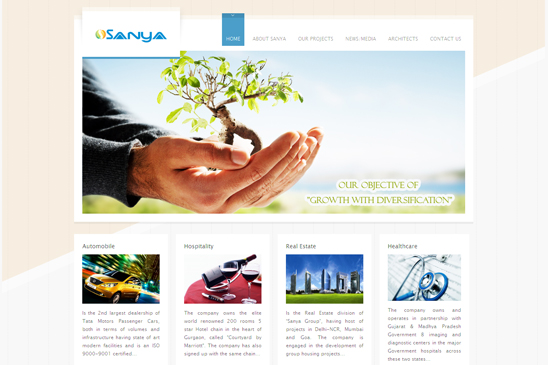 Sanya
HOME ABOUT SANYA OUR PROJECTS NEWS MEDIA ARCHITECTS CONTACT US
OUR OBJECTIVE OF
"GROWTH WITH DIVERSIFICATION"
Automobile
Is the 2nd largest dealership of
Tata Motors Passenger Cars,
both in terms of volumes and
infrastructure having state of art
modern facilities and is an ISO
9000-9001 certified...
Hospitality
The company owns the elite
world renowned 200 rooms 5
star Hotel chain in the heart of
Gurgaon, called "Courtyard by
Marriott". The company has also
signed up with the same chain...
Real Estate
Is the Real Estate division of
"Sanya Group", having host of
projects in Delhi-NCR, Mumbai
and Goa. The company is
engaged in the development of
group housing projects...
Healthcare
The company owns and
operates in partnership with
Gujarat & Madhya Pradesh
Government 8 imaging and
diagnostic centers in the major
Government hospitals across
these two states...